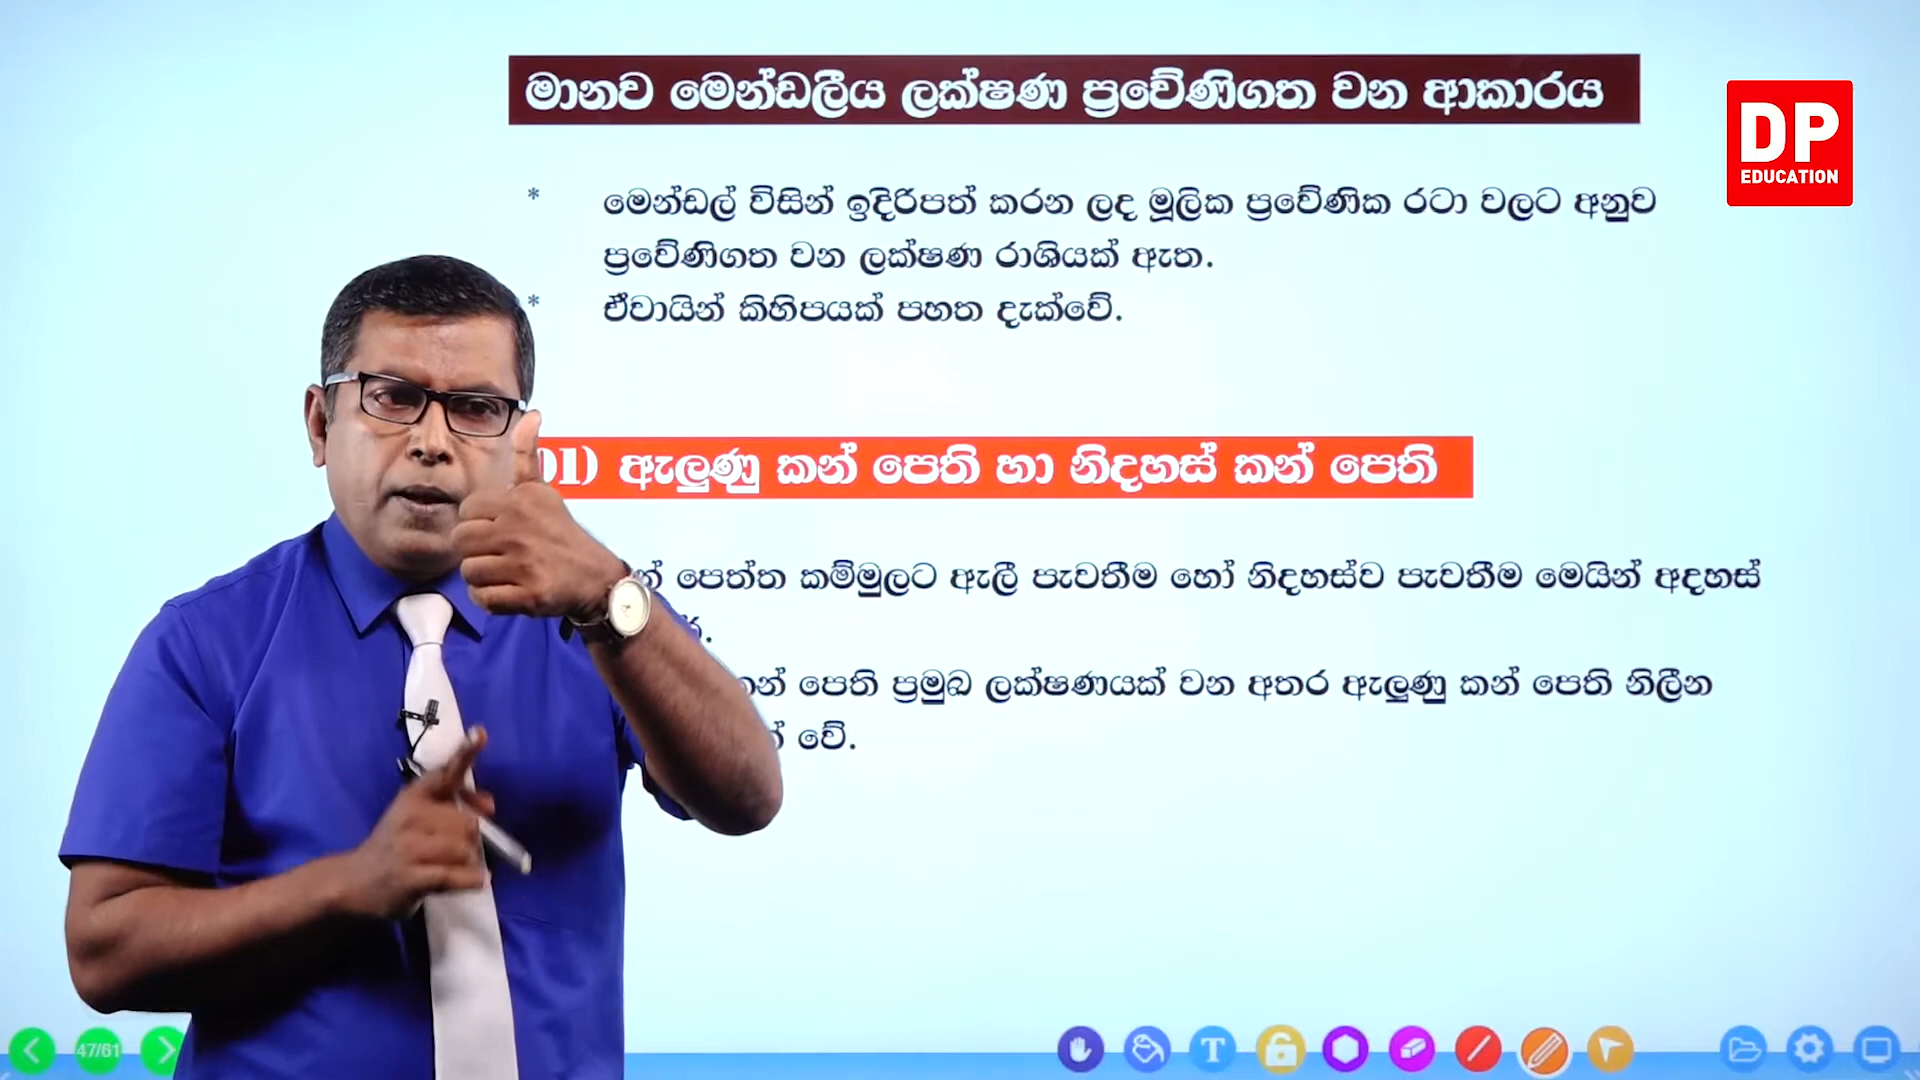 මානව මෙන්ඩලීය ලක්ෂණ ප්‍රවේණිගත වන ආකාරය
DP
EDUCATION
* මෙන්ඩල් විසින් ඉදිරිපත් කරන ලද මූලික ප්‍රවේණික රටා වලට අනුව
ප්‍රවේණිගත වන ලක්ෂණ රාශියක් ඇත.
* ඒවායින් කිහිපයක් පහත දැක්වේ.
01) ඇලුණු කන් පෙති හා නිදහස් කන් පෙති
පෙත්ත කම්මුලට ඇලී පැවතීම හෝ නිදහස්ව පැවතීම මෙයින් අදහස්
කන් පෙති ප්‍රමුඛ ලක්ෂණයක් වන අතර ඇලුණු කන් පෙති නිලීන
වේ.
47/61
T